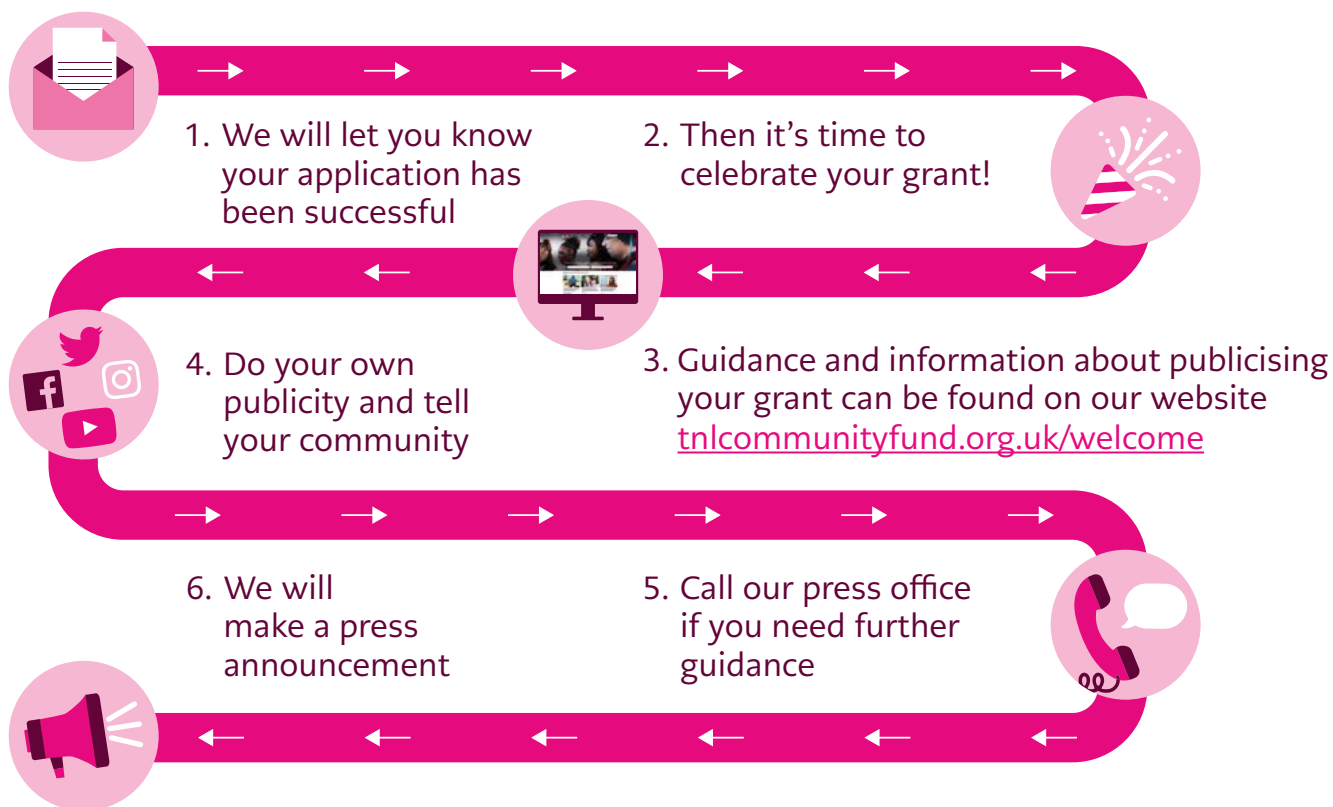 1. We will let you know
your application has
been successful
2. Then it's time to
celebrate your grant!
3. Guidance and information about publicising
your grant can be found on our website
tnlcommunityfund.org.uk/welcome
4. Do your own
publicity and tell
your community
5. Call our press office
if you need further
guidance
6. We will
make a press
announcement